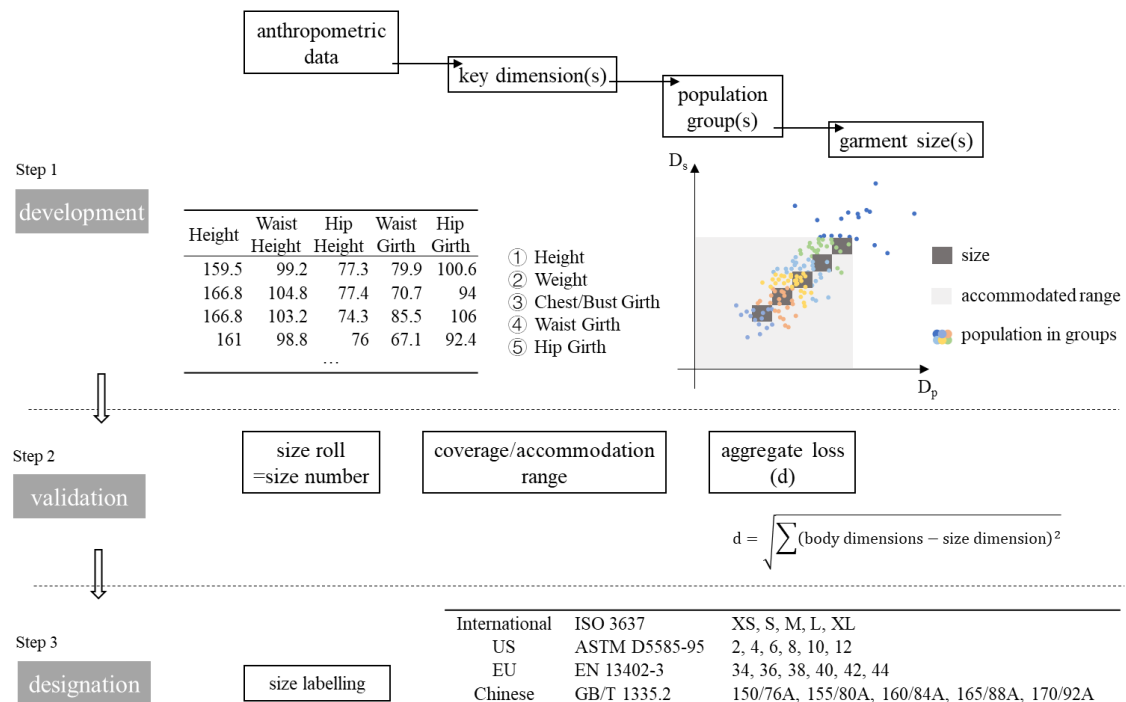 anthropometric
data
key dimension(s)
population
group(s)
garment size(s)
Step 1
development
Height Waist Height Hip Height Waist Girth Hip Girth
159.5 99.2 77.3 79.9 100.6
166.8 104.8 77.4 70.7 94
166.8 103.2 74.3 85.5 106
161 98.8 76 67.1 92.4
...
① Height
② Weight
③ Chest/Bust Girth
④ Waist Girth
⑤ Hip Girth
Ds
Dp
size
accommodated range
population in groups
Step 2
validation
size roll
=size number
coverage/accommodation
range
aggregate loss
(d)
d = √∑(body dimensions − size dimension)²
Step 3
designation
size labelling
International ISO 3637 XS, S, M, L, XL
US ASTM D5585-95 2, 4, 6, 8, 10, 12
EU EN 13402-3 34, 36, 38, 40, 42, 44
Chinese GB/T 1335.2 150/76A, 155/80A, 160/84A, 165/88A, 170/92A